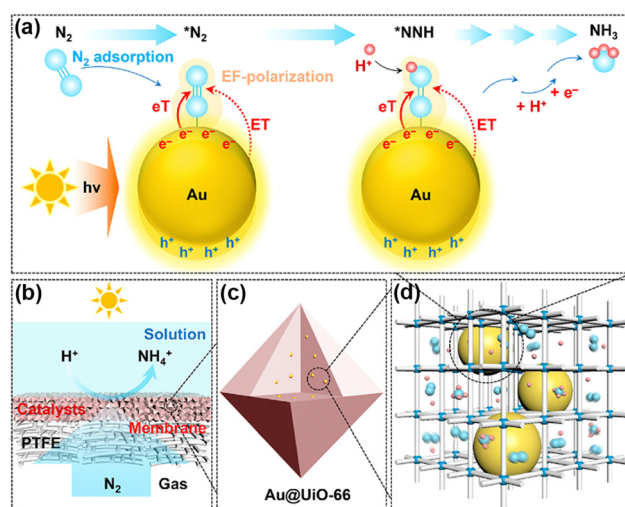 (a)
N₂
*N₂
*NNH
NH₃
N₂ adsorption
EF-polarization
H⁺
eT
ET
eT
ET
+ H⁺
+ e⁻
e⁻ e⁻ e⁻ e⁻
e⁻ e⁻ e⁻ e⁻
hν
Au
Au
h⁺ h⁺ h⁺ h⁺
h⁺ h⁺ h⁺ h⁺
(b)
Solution
H⁺
NH₄⁺
Catalysts
Membrane
PTFE
N₂
Gas
(c)
Au@UiO-66
(d)